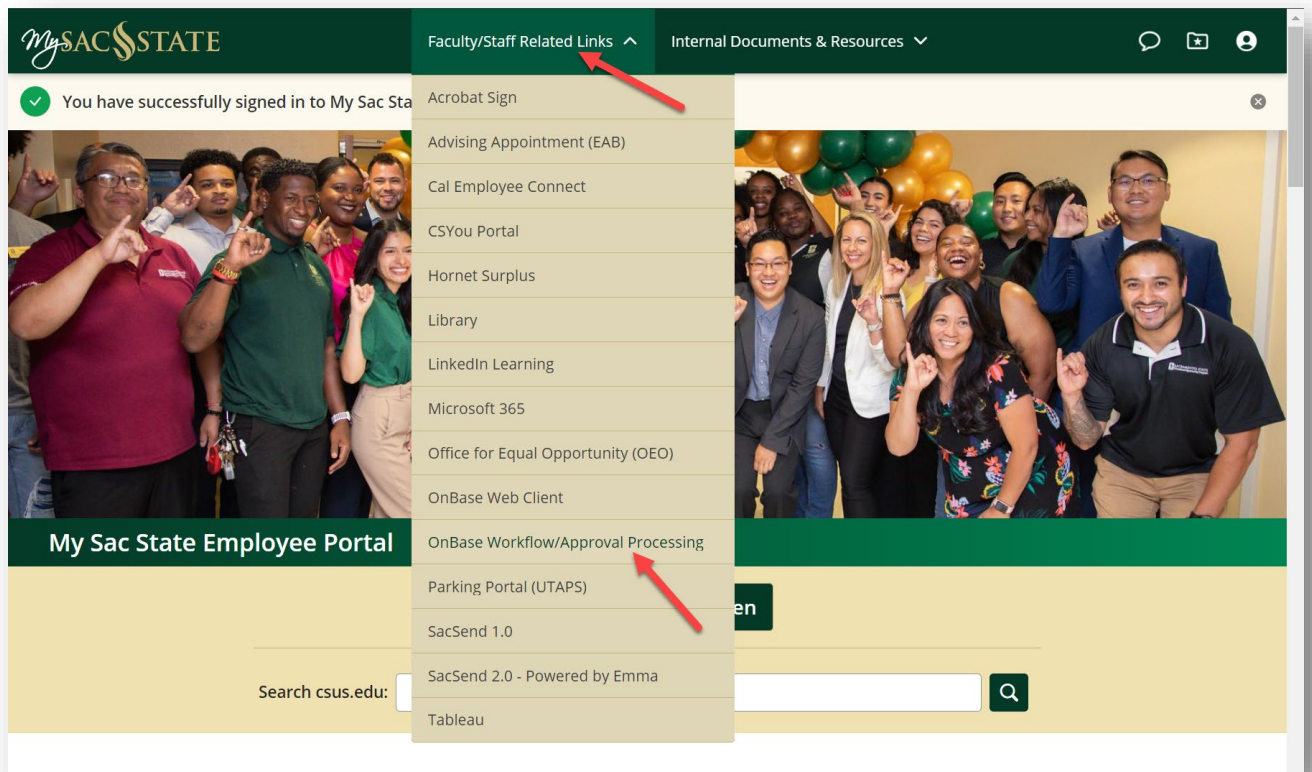 MySAC STATE
Faculty/Staff Related Links
Internal Documents & Resources
You have successfully signed in to My Sac Sta
Acrobat Sign
Advising Appointment (EAB)
Cal Employee Connect
CSYou Portal
Hornet Surplus
Library
LinkedIn Learning
Microsoft 365
Office for Equal Opportunity (OEO)
OnBase Web Client
My Sac State Employee Portal
OnBase Workflow/Approval Processing
Parking Portal (UTAPS)
en
SacSend 1.0
SacSend 2.0 - Powered by Emma
Search csus.edu:
Tableau